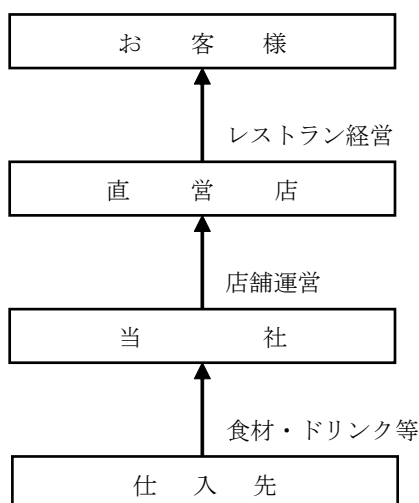 お客様
レストラン経営
直営店
店舗運営
当社
食材・ドリンク等
仕入先